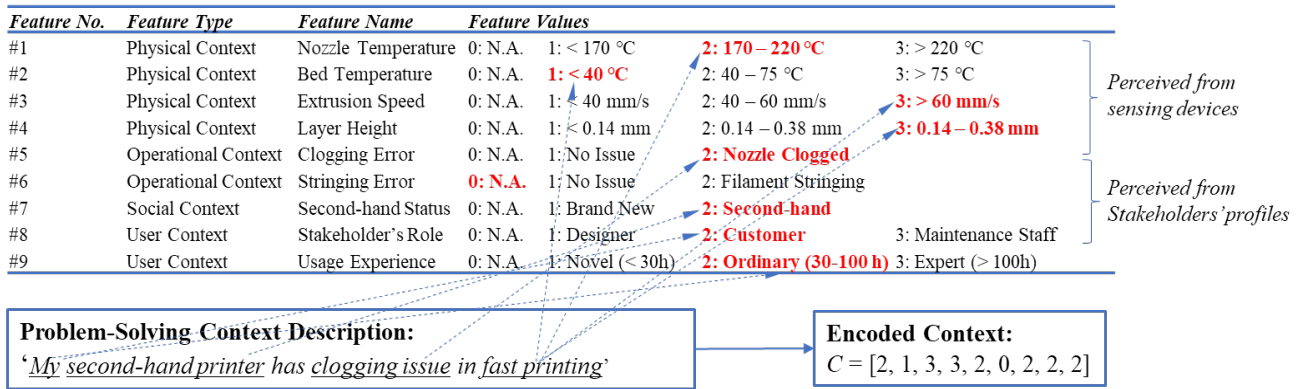 Feature No. Feature Type Feature Name Feature Values
#1 Physical Context Nozzle Temperature 0: N.A. 1: < 170 °C 2: 170 – 220 °C 3: > 220 °C
#2 Physical Context Bed Temperature 0: N.A. 1: < 40 °C 2: 40 – 75 °C 3: > 75 °C
#3 Physical Context Extrusion Speed 0: N.A. 1: < 40 mm/s 2: 40 – 60 mm/s 3: > 60 mm/s
#4 Physical Context Layer Height 0: N.A. 1: < 0.14 mm 2: 0.14 – 0.38 mm 3: 0.14 – 0.38 mm
#5 Operational Context Clogging Error 0: N.A. 1: No Issue 2: Nozzle Clogged
#6 Operational Context Stringing Error 0: N.A. 1: No Issue 2: Filament Stringing
#7 Social Context Second-hand Status 0: N.A. 1: Brand New 2: Second-hand
#8 User Context Stakeholder's Role 0: N.A. 1: Designer 2: Customer 3: Maintenance Staff
#9 User Context Usage Experience 0: N.A. 1: Novel (< 30h) 2: Ordinary (30-100 h) 3: Expert (> 100h)
Perceived from
sensing devices
Perceived from
Stakeholders' profiles
Problem-Solving Context Description:
'My second-hand printer has clogging issue in fast printing'
Encoded Context:
C = [2, 1, 3, 3, 2, 0, 2, 2, 2]